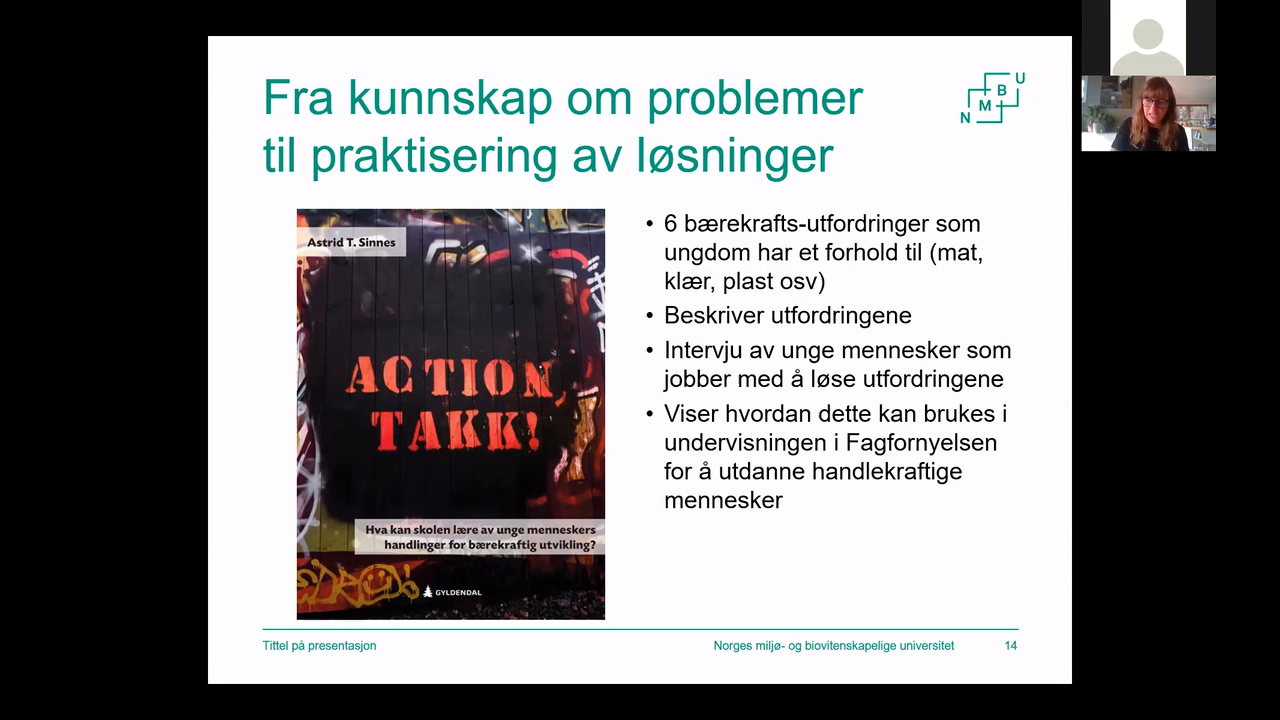 Fra kunnskap om problemer
til praktisering av løsninger
N M B U
Astrid T. Sinnes
ACTION,
TAKK!
Hva kan skolen lære av unge menneskers
handlinger for bærekraftig utvikling?
GYLDENDAL
• 6 bærekrafts-utfordringer som
ungdom har et forhold til (mat,
klær, plast osv)
• Beskriver utfordringene
• Intervju av unge mennesker som
jobber med å løse utfordringene
• Viser hvordan dette kan brukes i
undervisningen i Fagfornyelsen
for å utdanne handlekraftige
mennesker
Tittel på presentasjon
Norges miljø- og biovitenskapelige universitet
14